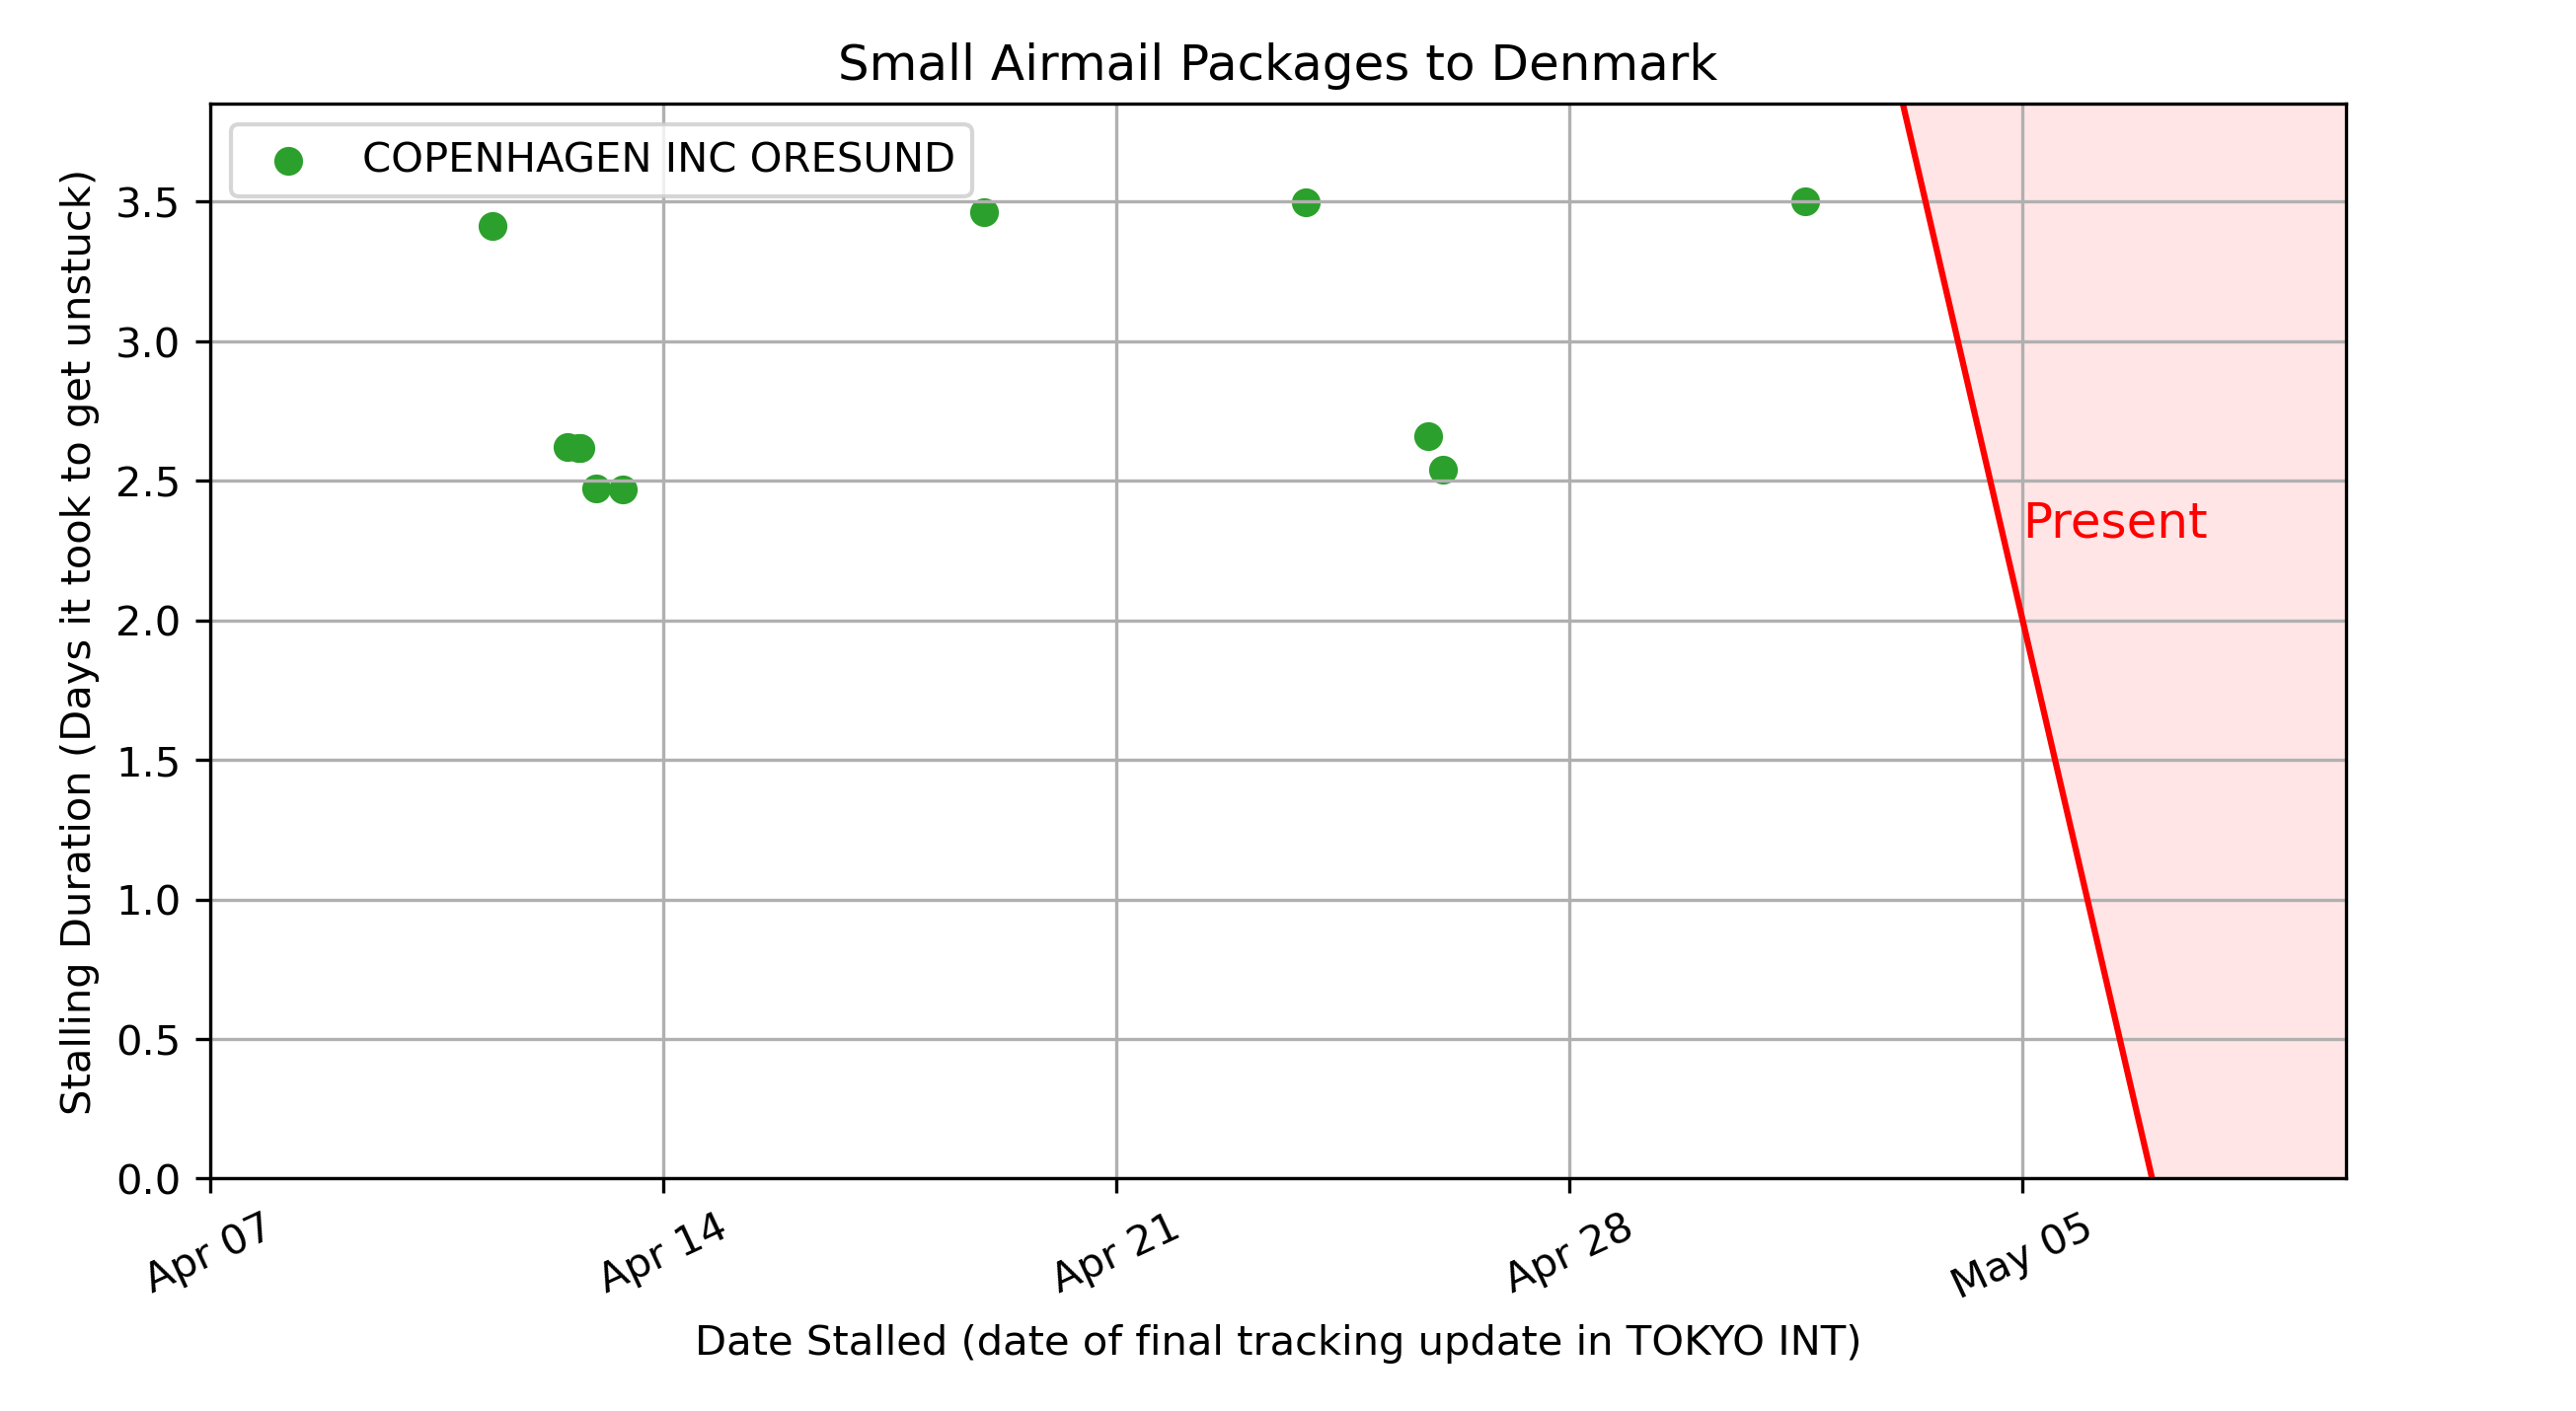 Small Airmail Packages to Denmark
COPENHAGEN INC ORESUND
Stalling Duration (Days it took to get unstuck)
3.5
3.0
2.5
2.0
1.5
1.0
0.5
0.0
Present
Apr 07
Apr 14
Apr 21
Apr 28
May 05
Date Stalled (date of final tracking update in TOKYO INT)